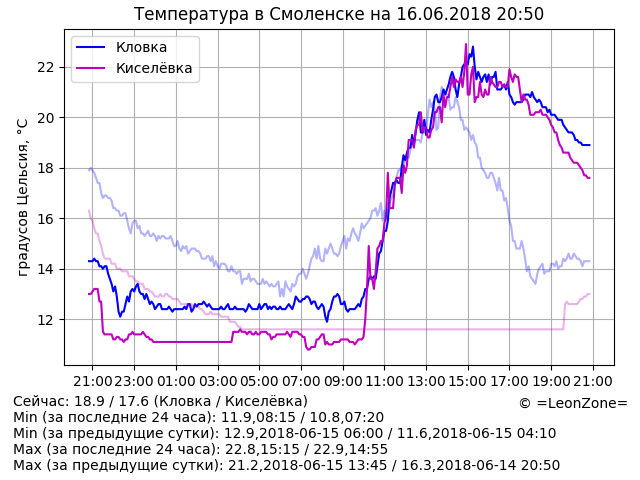 Температура в Смоленске на 16.06.2018 20:50
Кловка
Киселёвка
градусов Цельсия, °C
22
20
18
16
14
12
21:00 23:00 01:00 03:00 05:00 07:00 09:00 11:00 13:00 15:00 17:00 19:00 21:00
Сейчас: 18.9 / 17.6 (Кловка / Киселёвка)
© =LeonZone=
Min (за последние 24 часа): 11.9,08:15 / 10.8,07:20
Min (за предыдущие сутки): 12.9,2018-06-15 06:00 / 11.6,2018-06-15 04:10
Max (за последние 24 часа): 22.8,15:15 / 22.9,14:55
Max (за предыдущие сутки): 21.2,2018-06-15 13:45 / 16.3,2018-06-14 20:50